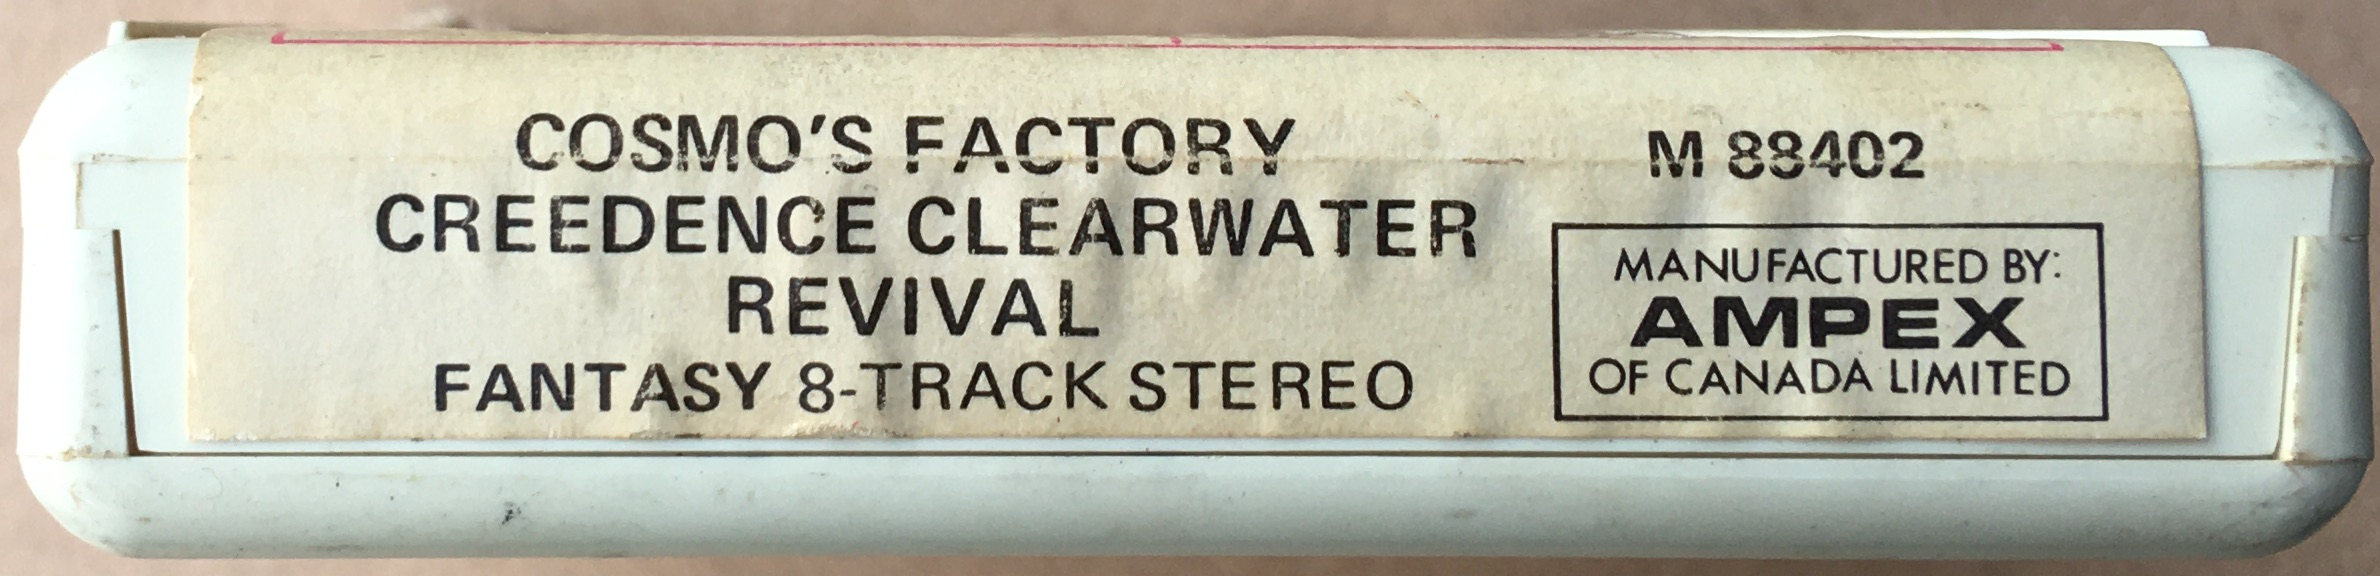 COSMO'S FACTORY
CREEDENCE CLEARWATER
REVIVAL
FANTASY 8-TRACK STEREO
M 88402
MANUFACTURED BY:
AMPEX
OF CANADA LIMITED